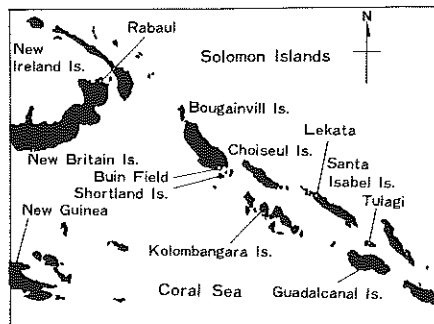 Rabaul
N
New
Ireland Is.
Solomon Islands
Bougainvill Is.
Lekata
Choiseul Is.
Santa
Isabel Is.
New Britain Is.
Buin Field
Shortland Is.
Tulagi
New Guinea
Kolombangara Is.
Coral Sea
Guadalcanal Is.